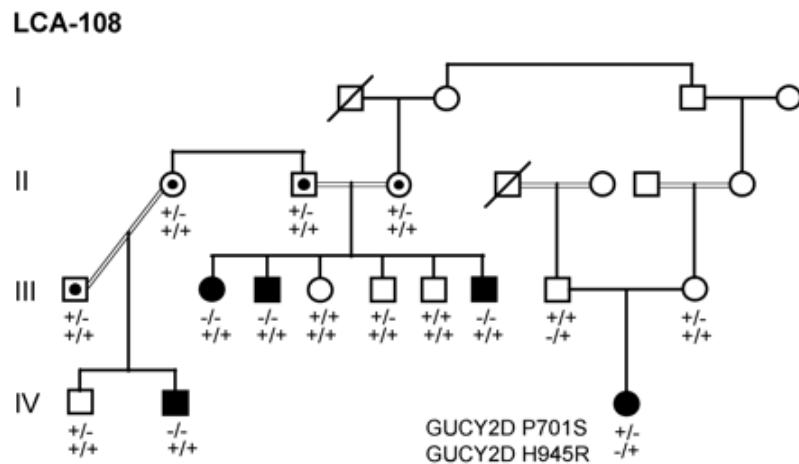 LCA-108
I
II
+/- +/- +/-
+/+ +/+ +/+
III
+/- -/- -/- +/+ +/- +/- -/- +/+ +/-
+/+ +/+ +/+ +/+ +/+ +/+ +/+ -/+ +/+
IV
+/- -/- GUCY2D P701S +/-
+/+ +/+ GUCY2D H945R -/+